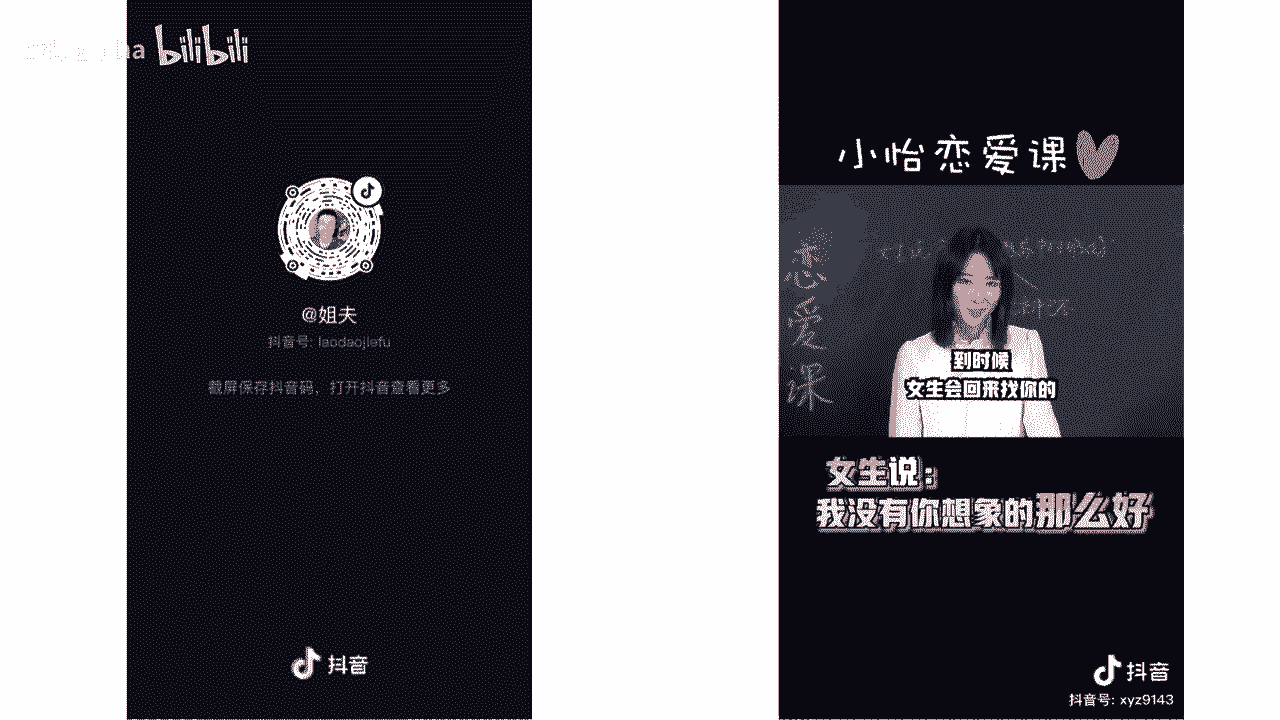 bilibili
@姐夫
抖音号: laodaojiefu
截屏保存抖音码，打开抖音查看更多
抖音
小怡恋爱课
恋爱课
到时候
女生会回来找你的
女生说：
我没有你想象的那么好
抖音
抖音号: xyz9143